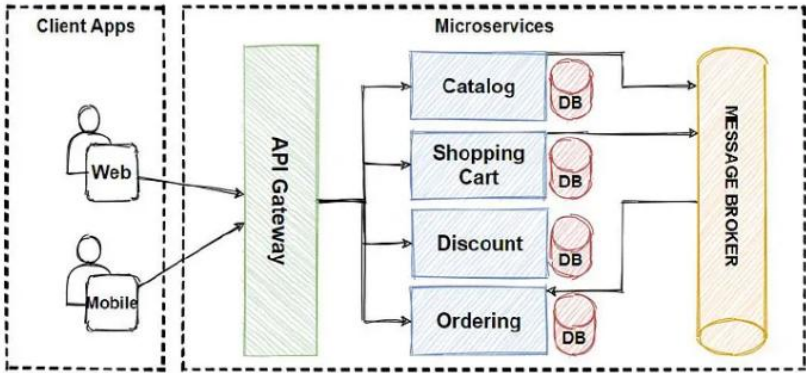 Client Apps
Microservices
Web
Mobile
API Gateway
Catalog
DB
Shopping
Cart
DB
Discount
DB
Ordering
DB
MESSAGE BROKER